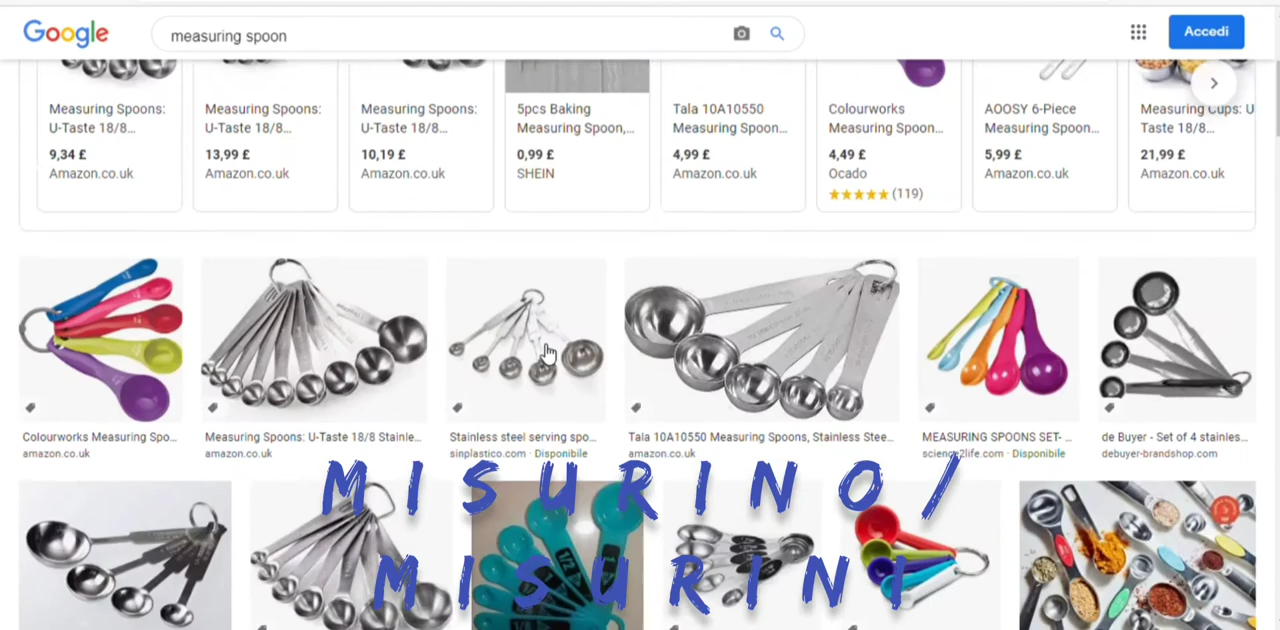 Google
measuring spoon
Accedi
Measuring Spoons: U-Taste 18/8...
9,34 £
Amazon.co.uk
Measuring Spoons: U-Taste 18/8...
13,99 £
Amazon.co.uk
Measuring Spoons: U-Taste 18/8...
10,19 £
Amazon.co.uk
5pcs Baking Measuring Spoon,...
0,99 £
SHEIN
Tala 10A10550 Measuring Spoon...
4,99 £
Amazon.co.uk
Colourworks Measuring Spoon...
4,49 £
Ocado
(119)
AOOSY 6-Piece Measuring Spoon...
5,99 £
Amazon.co.uk
Measuring Cups: U Taste 18/8...
21,99 £
Amazon.co.uk
Colourworks Measuring Spo...
amazon.co.uk
Measuring Spoons: U-Taste 18/8 Stainle...
amazon.co.uk
Stainless steel serving spo...
sinplastico.com · Disponibile
Tala 10A10550 Measuring Spoons, Stainless Stee...
amazon.co.uk
MEASURING SPOONS SET- ...
science2life.com · Disponibile
de Buyer - Set of 4 stainles...
debuyer-brandshop.com
MISURINO/
MISURINI